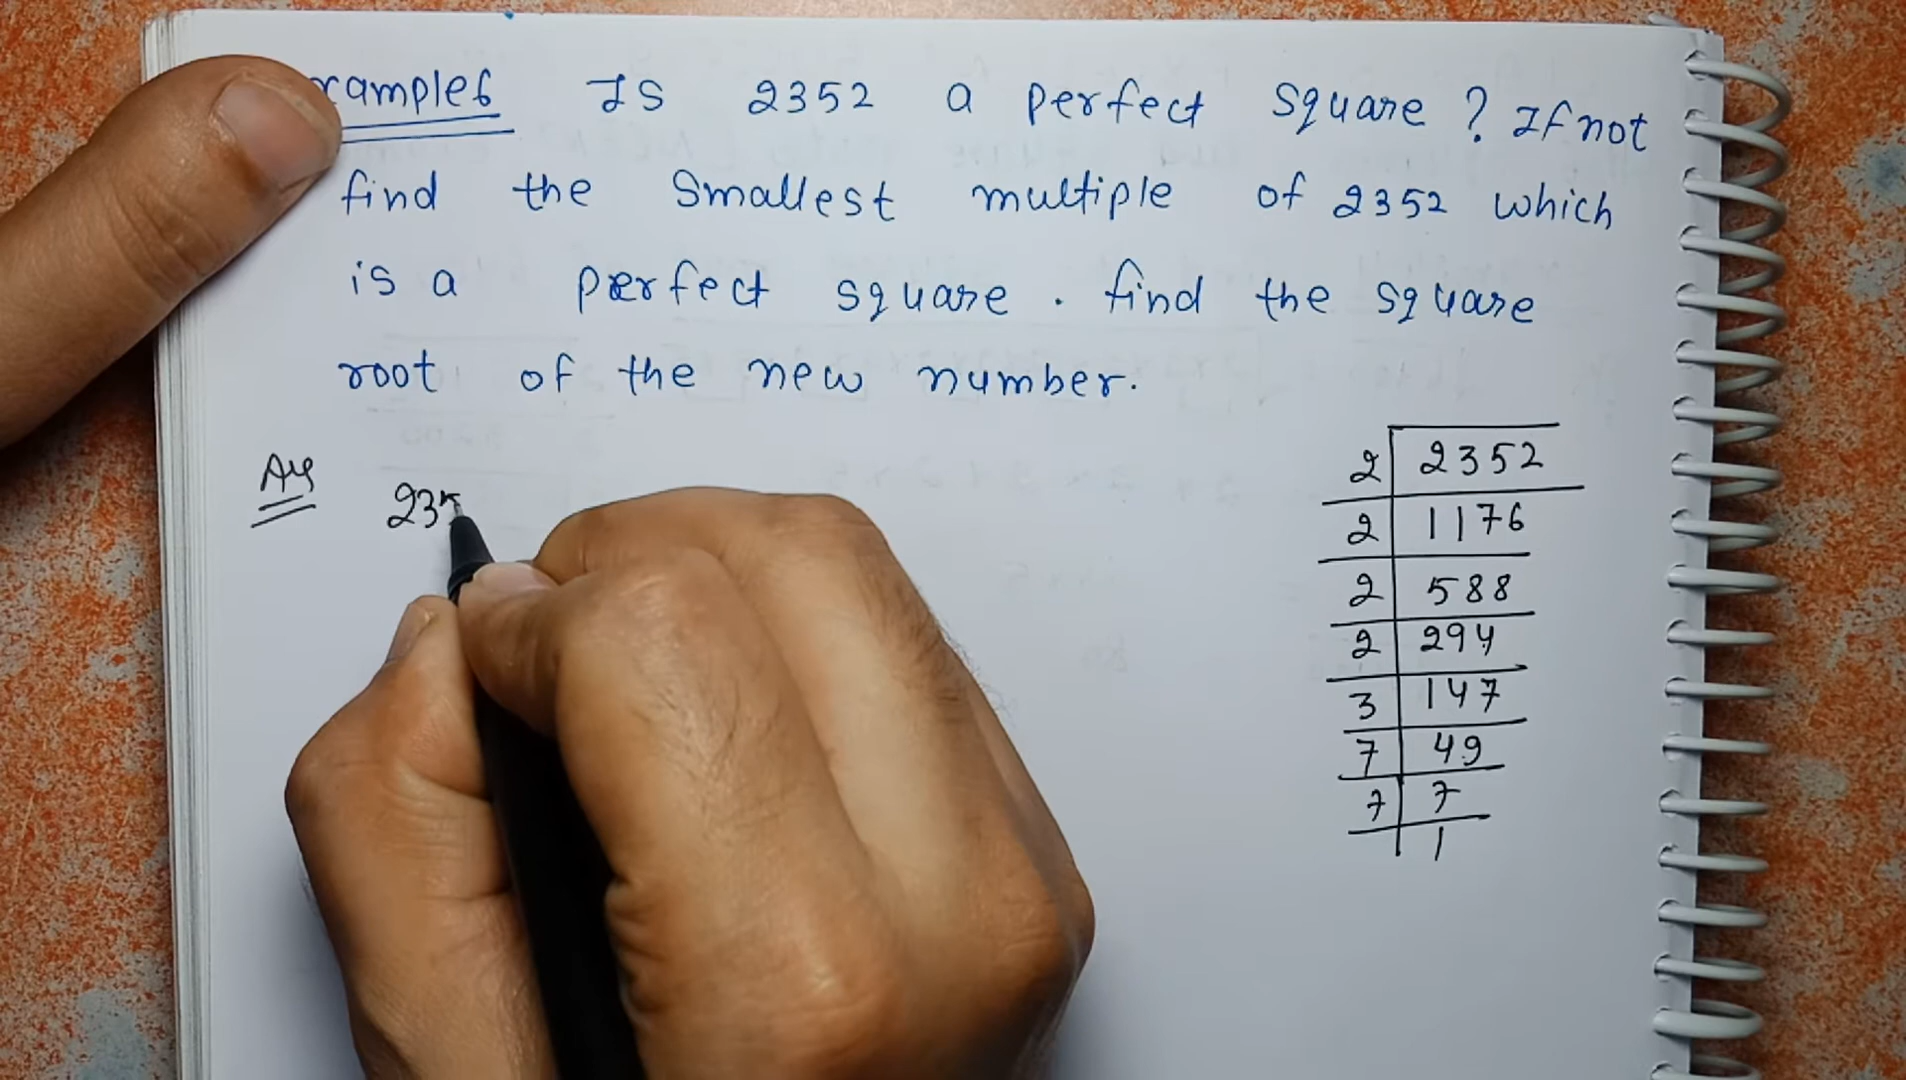 xample6 Is 2352 a perfect square ? If not
find the smallest multiple of 2352 which
is a perfect square . find the square
root of the new number.
235
2 2352
2 1176
2 588
2 294
3 147
7 49
7 7
1